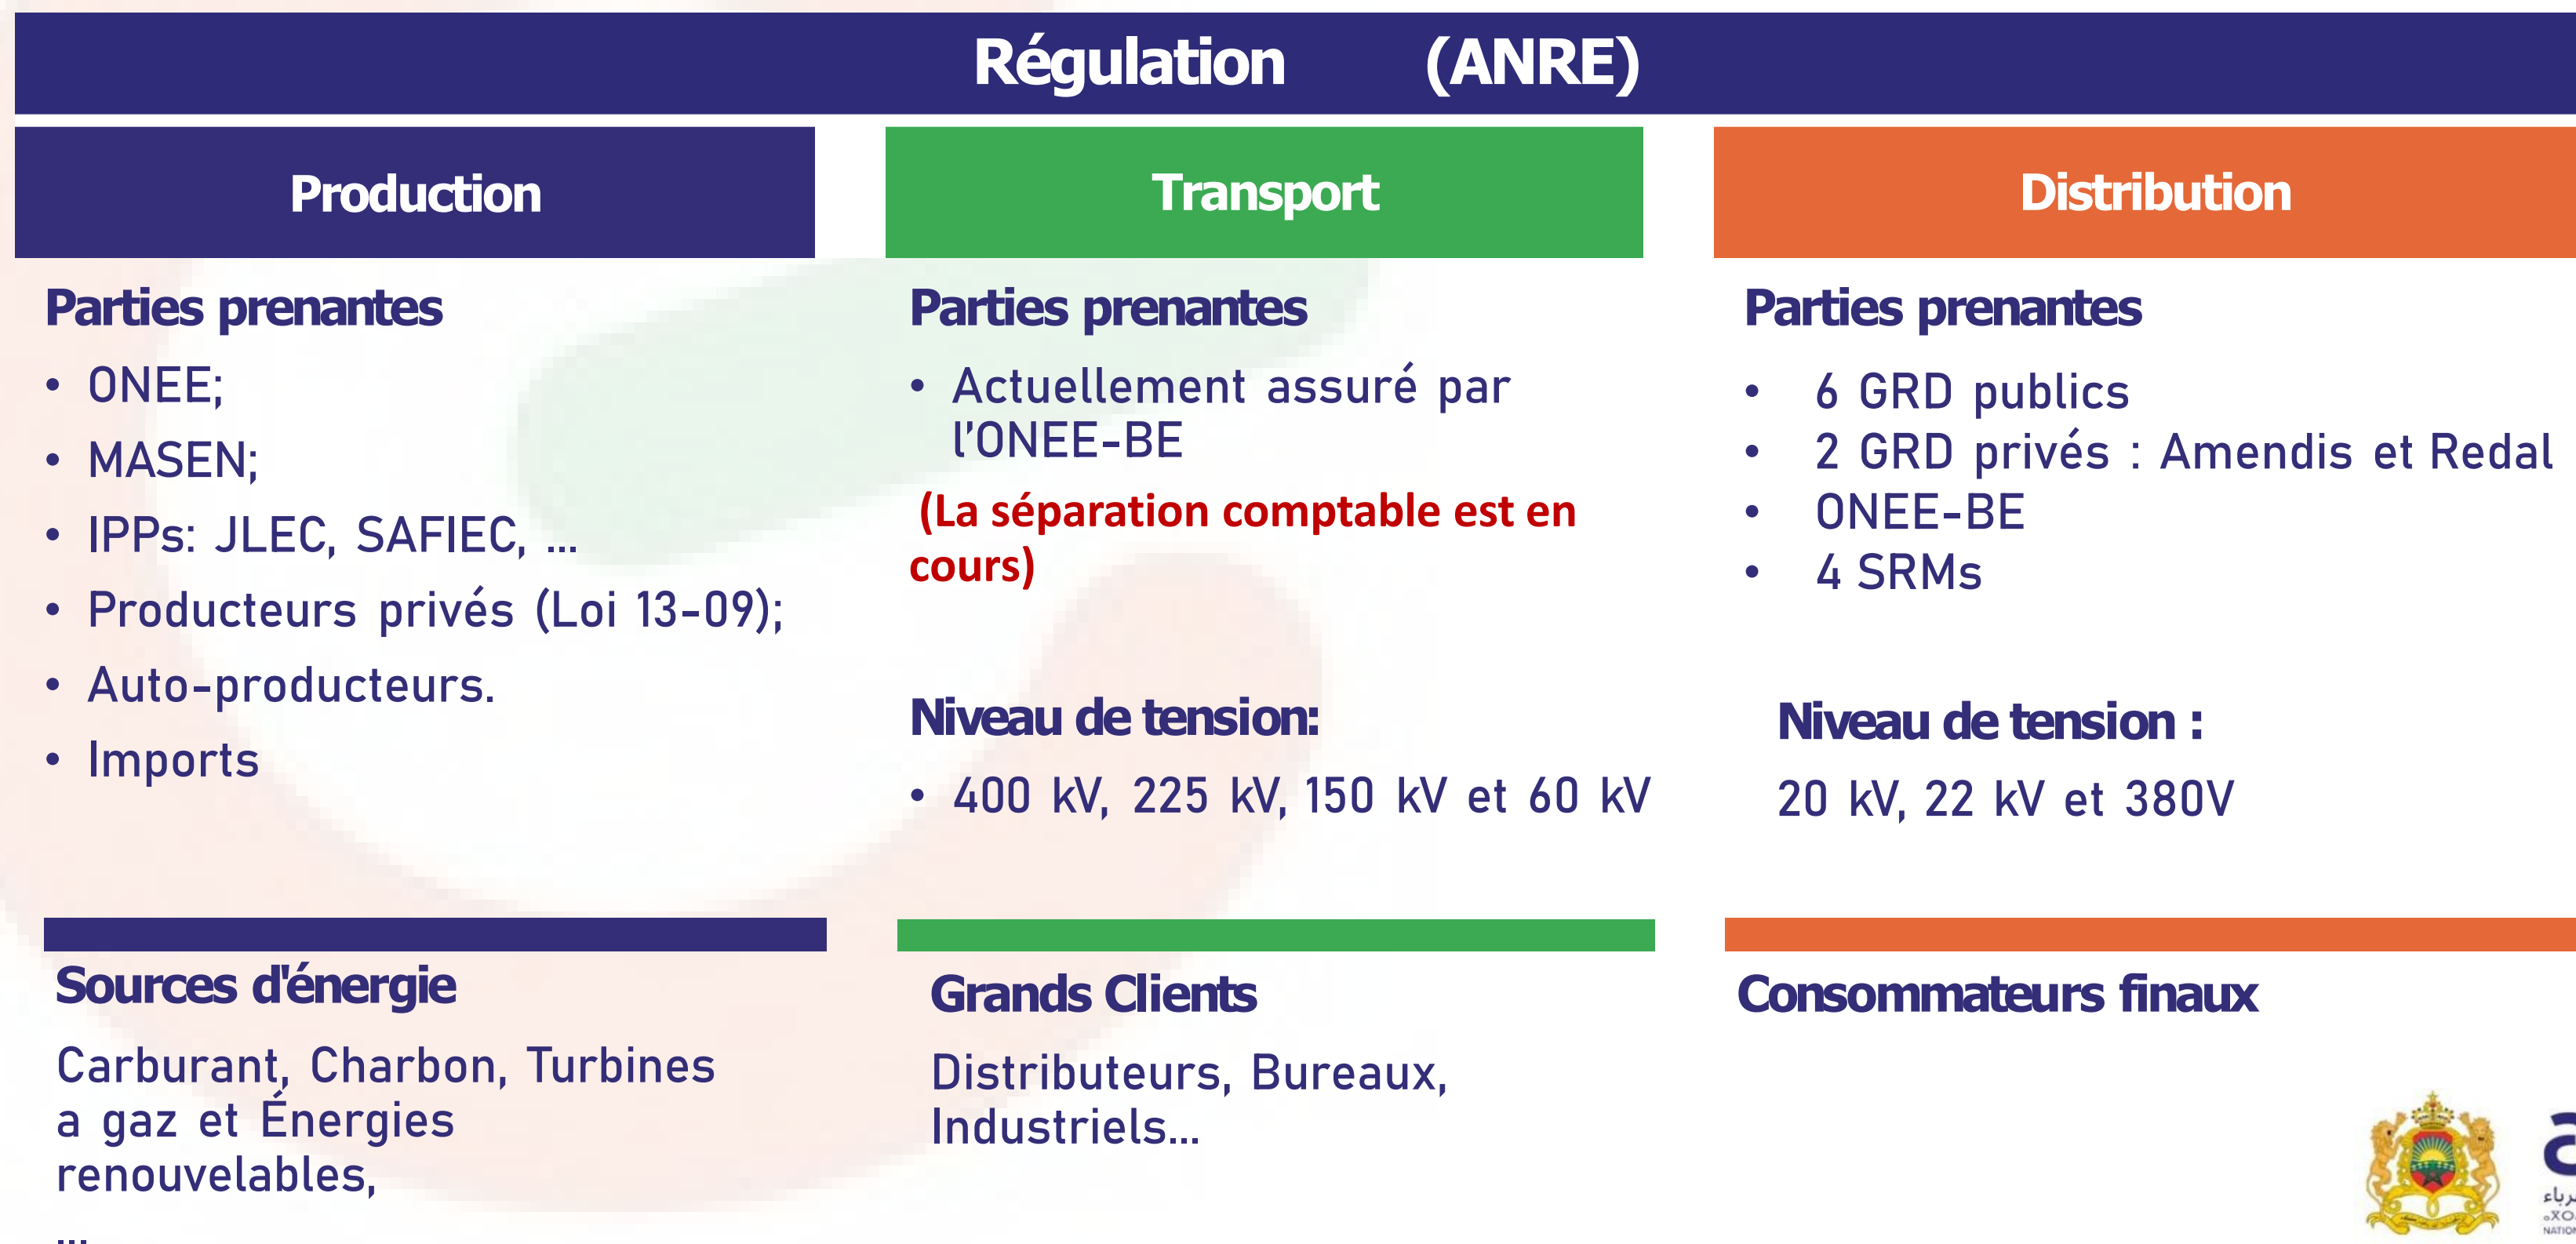 Régulation (ANRE)
Production
Parties prenantes
• ONEE;
• MASEN;
• IPPs: JLEC, SAFIEC, ...
• Producteurs privés (Loi 13-09);
• Auto-producteurs.
• Imports
Sources d'énergie
Carburant, Charbon, Turbines
a gaz et Énergies
renouvelables,
...
Transport
Parties prenantes
• Actuellement assuré par
l'ONEE-BE
(La séparation comptable est en
cours)
Niveau de tension:
• 400 kV, 225 kV, 150 kV et 60 kV
Grands Clients
Distributeurs, Bureaux,
Industriels...
Distribution
Parties prenantes
• 6 GRD publics
• 2 GRD privés : Amendis et Redal
• ONEE-BE
• 4 SRMs
Niveau de tension :
20 kV, 22 kV et 380V
Consommateurs finaux